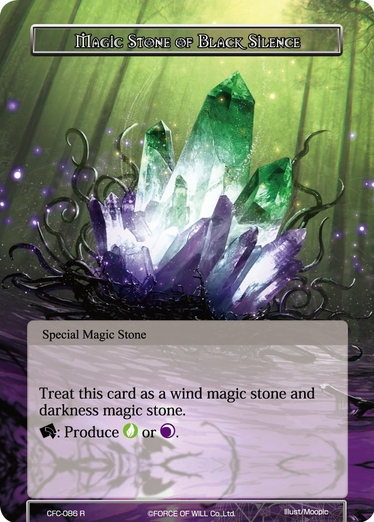 Magic Stone of Black Silence
Special Magic Stone
Treat this card as a wind magic stone and
darkness magic stone.
: Produce or .
CFC-086 R ©FORCE OF WILL Co.,Ltd. Illust/Moopic